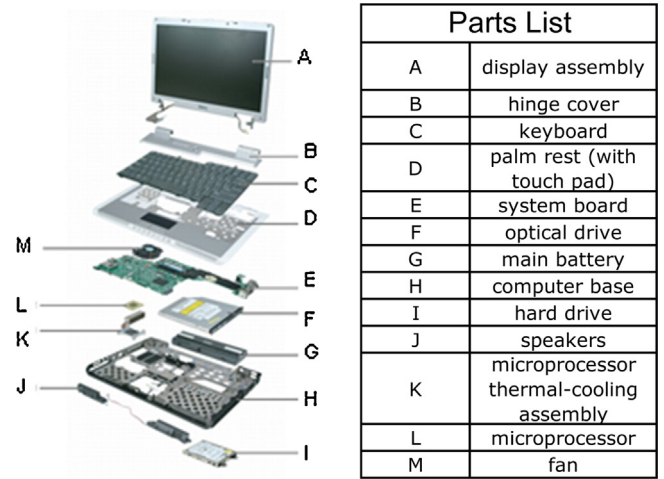 A
B
C
D
M
E
L
F
K
G
J
H
I
Parts List
A display assembly
B hinge cover
C keyboard
D palm rest (with
touch pad)
E system board
F optical drive
G main battery
H computer base
I hard drive
J speakers
K microprocessor
thermal-cooling
assembly
L microprocessor
M fan